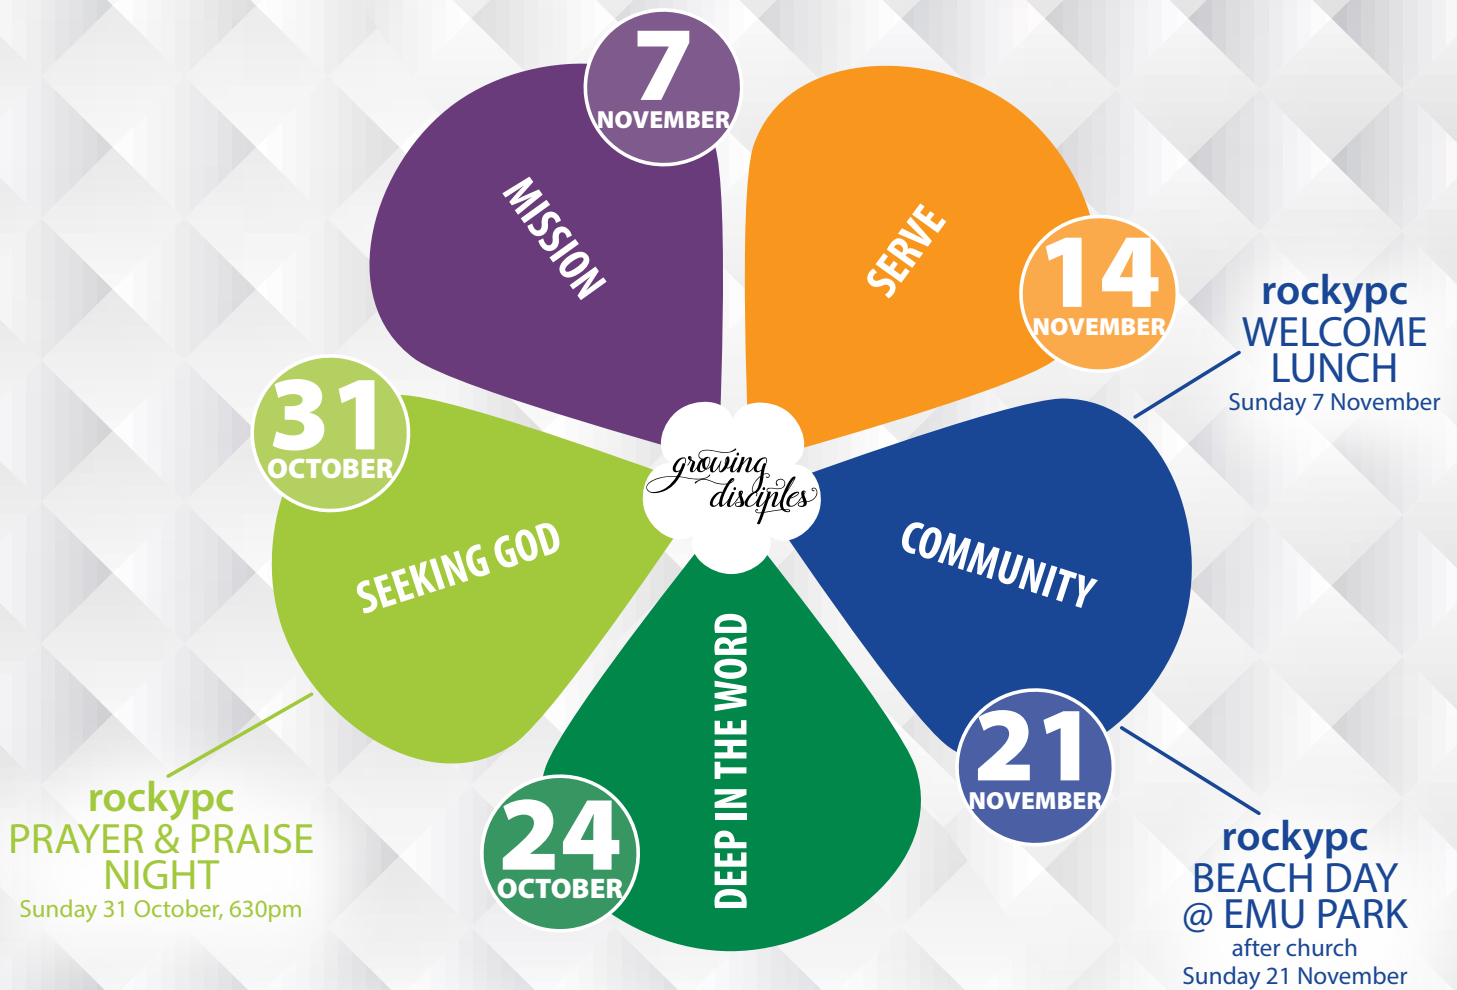 7
NOVEMBER
MISSION
SERVE
14
NOVEMBER
rockypc
WELCOME
LUNCH
Sunday 7 November
31
OCTOBER
SEEKING GOD
growing
disciples
COMMUNITY
DEEP IN THE WORD
21
NOVEMBER
24
OCTOBER
rockypc
PRAYER & PRAISE
NIGHT
Sunday 31 October, 630pm
rockypc
BEACH DAY
@ EMU PARK
after church
Sunday 21 November